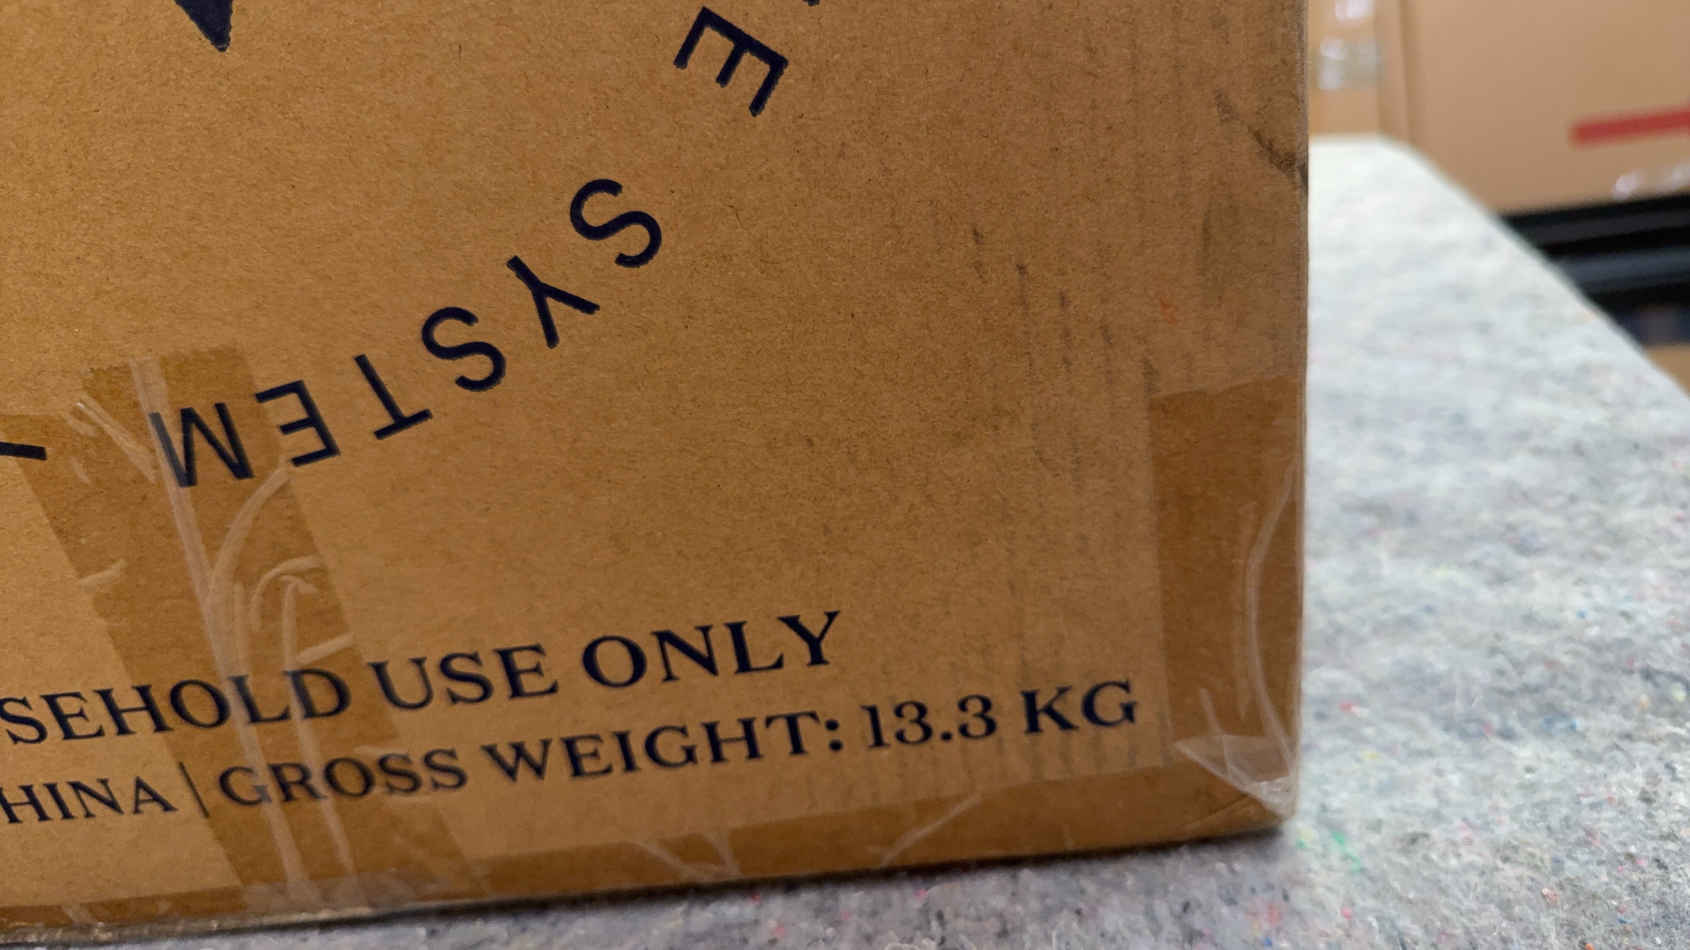 E SYSTEM
SEHOLD USE ONLY
HINA | GROSS WEIGHT: 13.3 KG